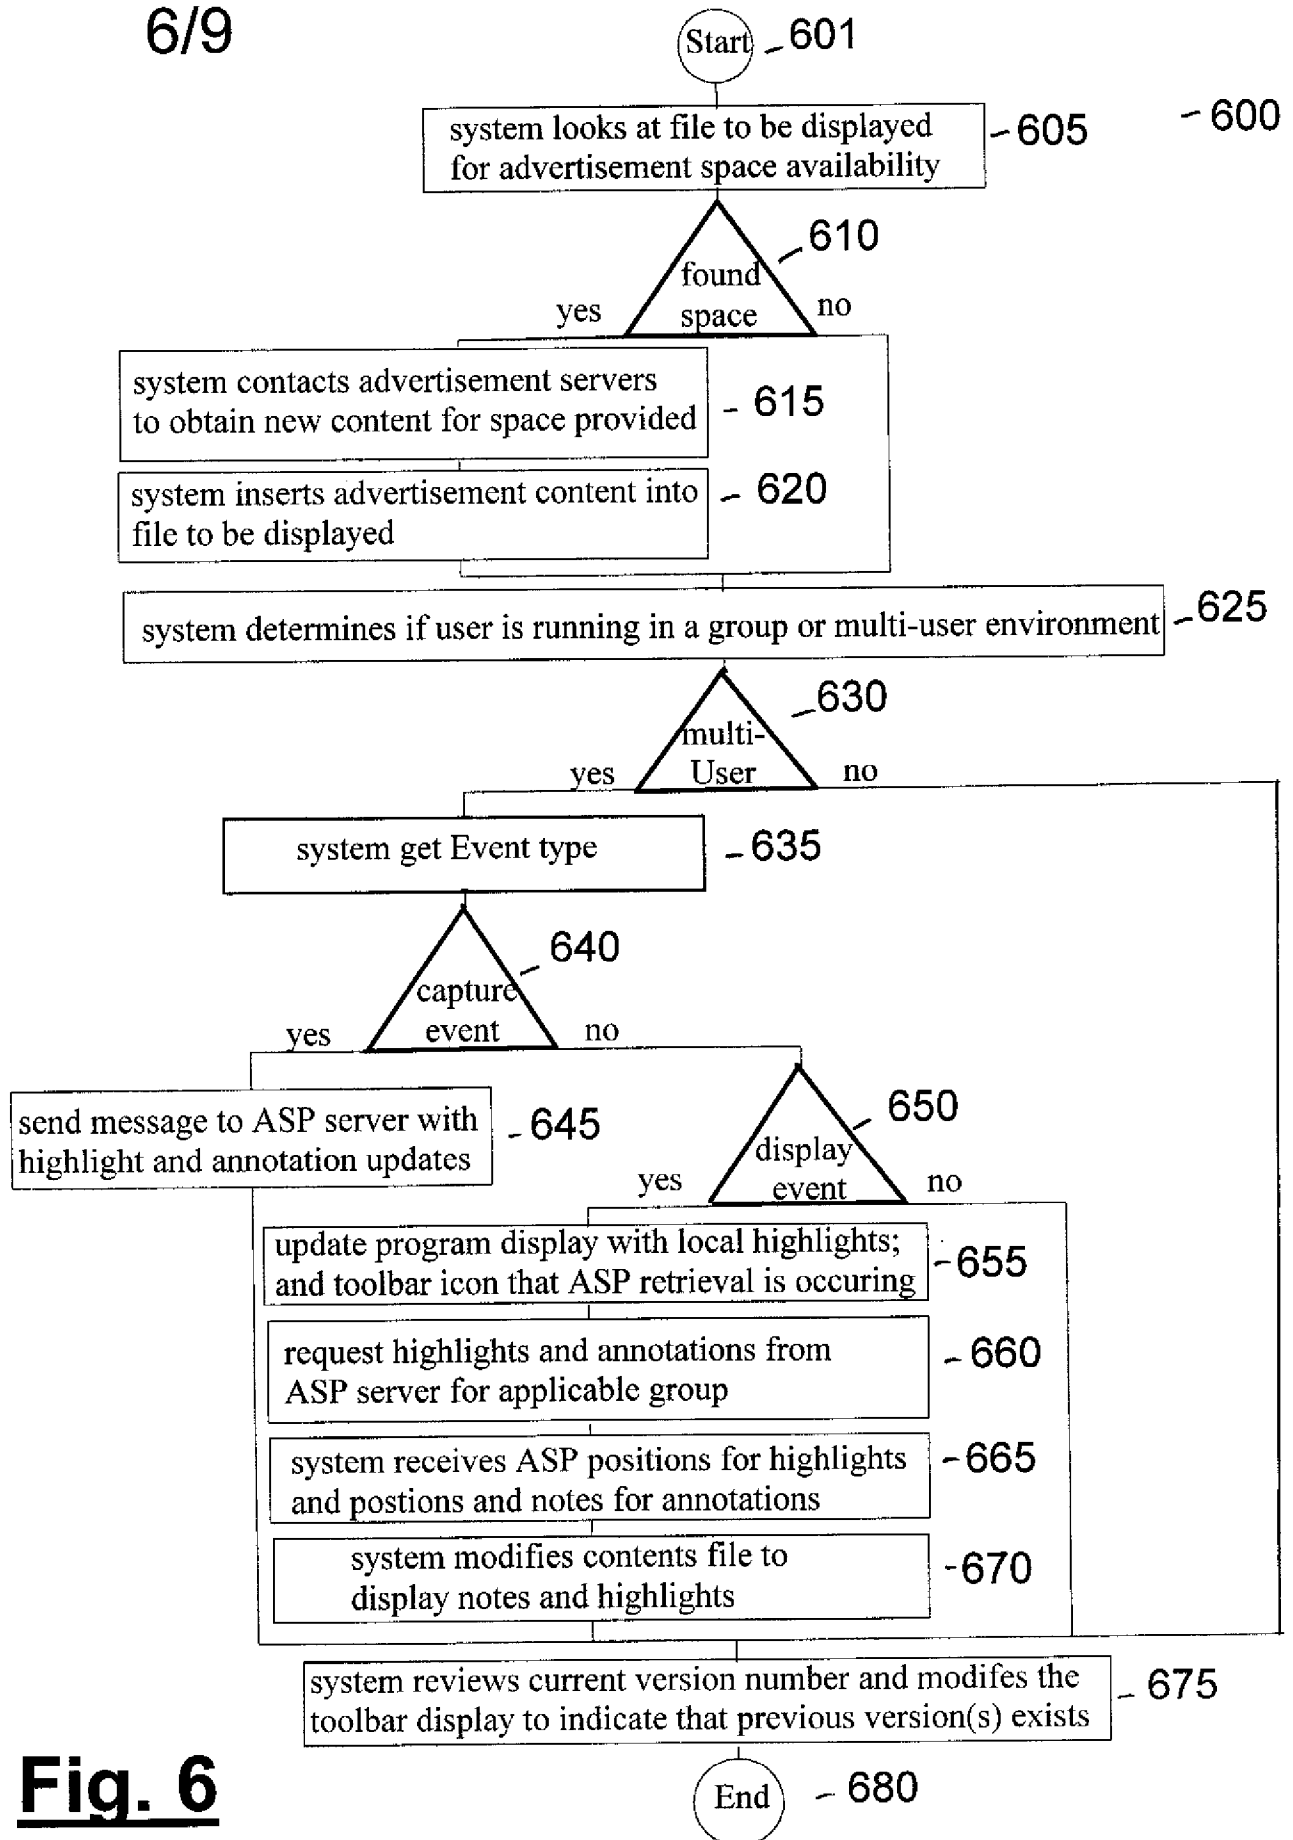 6/9
Start
601
600
system looks at file to be displayed
for advertisement space availability
605
610
found
space
yes
no
system contacts advertisement servers
to obtain new content for space provided
615
system inserts advertisement content into
file to be displayed
620
system determines if user is running in a group or multi-user environment
625
630
multi-
User
yes
no
system get Event type
635
640
capture
event
yes
no
send message to ASP server with
highlight and annotation updates
645
650
display
event
yes
no
update program display with local highlights;
and toolbar icon that ASP retrieval is occuring
655
request highlights and annotations from
ASP server for applicable group
660
system receives ASP positions for highlights
and postions and notes for annotations
665
system modifies contents file to
display notes and highlights
670
system reviews current version number and modifes the
toolbar display to indicate that previous version(s) exists
675
End
680
Fig. 6